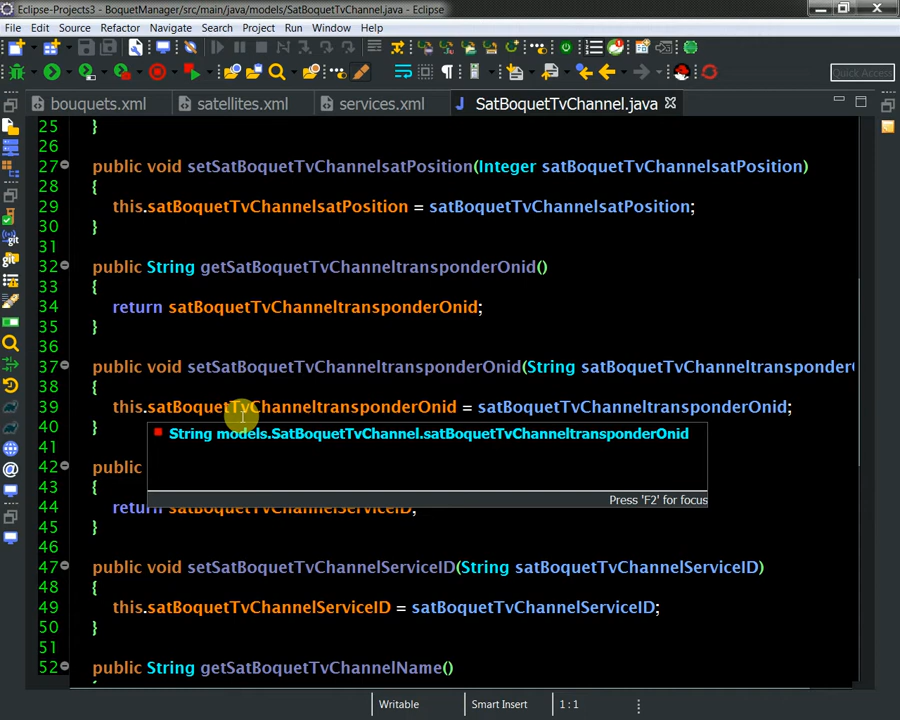 Eclipse-Projects3 - BoquetManager/src/main/java/models/SatBoquetTvChannel.java - Eclipse
File Edit Source Refactor Navigate Search Project Run Window Help
Quick Access
bouquets.xml satellites.xml services.xml SatBoquetTvChannel.java
25 }
26
27 public void setSatBoquetTvChannelsatPosition(Integer satBoquetTvChannelsatPosition)
28 {
29 this.satBoquetTvChannelsatPosition = satBoquetTvChannelsatPosition;
30 }
31
32 public String getSatBoquetTvChanneltransponderOnid()
33 {
34 return satBoquetTvChanneltransponderOnid;
35 }
36
37 public void setSatBoquetTvChanneltransponderOnid(String satBoquetTvChanneltransponder
38 {
39 this.satBoquetTvChanneltransponderOnid = satBoquetTvChanneltransponderOnid;
40 }
String models.SatBoquetTvChannel.satBoquetTvChanneltransponderOnid
41
42 public
43 {
Press 'F2' for focus
44 return satBoquetTvChannelServiceID;
45 }
46
47 public void setSatBoquetTvChannelServiceID(String satBoquetTvChannelServiceID)
48 {
49 this.satBoquetTvChannelServiceID = satBoquetTvChannelServiceID;
50 }
51
52 public String getSatBoquetTvChannelName()
Writable Smart Insert 1 : 1